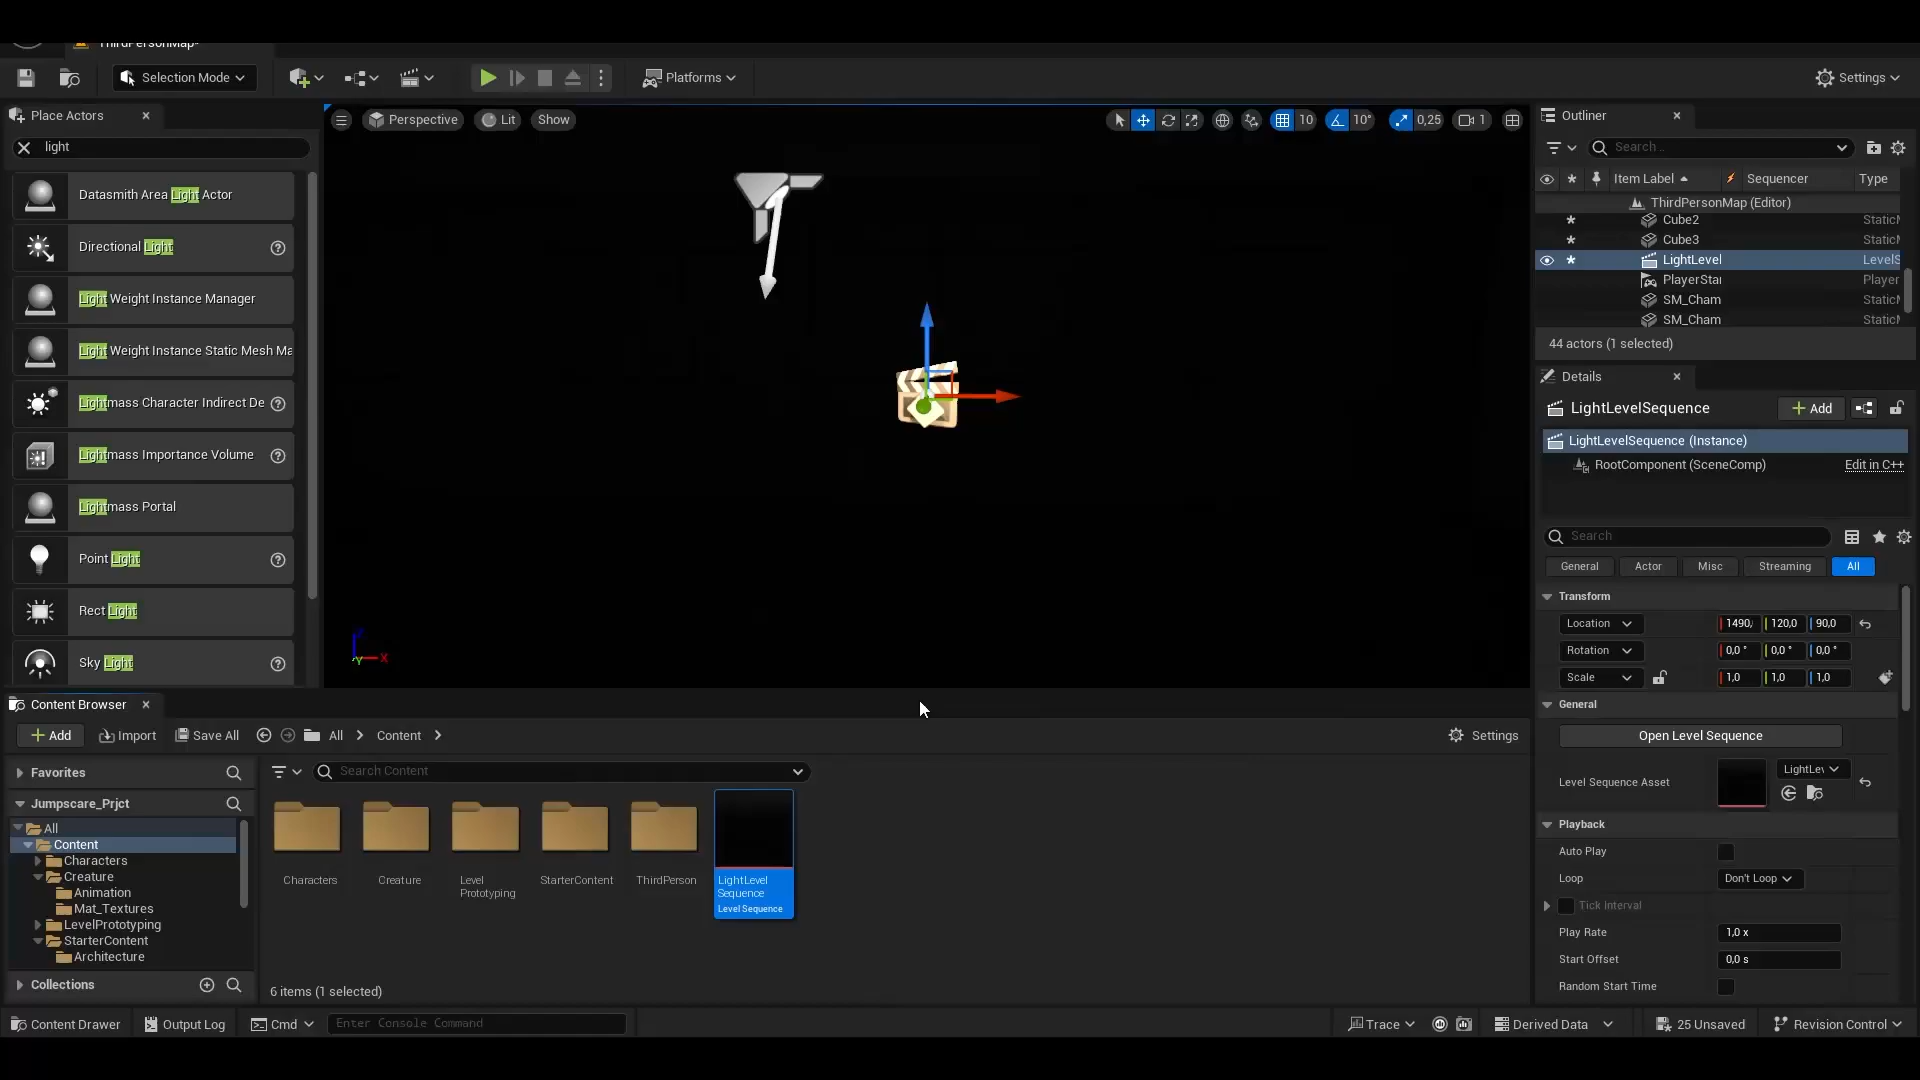 ThirdPersonMap*
Selection Mode
Platforms
Settings
Place Actors
light
Datasmith Area Light Actor
Directional Light
Light Weight Instance Manager
Light Weight Instance Static Mesh Ma
Lightmass Character Indirect De
Lightmass Importance Volume
Lightmass Portal
Point Light
Rect Light
Sky Light
Perspective
Lit
Show
10
10°
0,25
1
Z
Y
X
Outliner
Search...
Item Label
Sequencer
Type
ThirdPersonMap (Editor)
Cube2
StaticM
Cube3
StaticM
LightLevel
LevelS
PlayerStar
Player
SM_Cham
StaticM
SM_Cham
StaticM
44 actors (1 selected)
Details
LightLevelSequence
Add
LightLevelSequence (Instance)
RootComponent (SceneComp)
Edit in C++
Search
General
Actor
Misc
Streaming
All
Transform
Location
1490,
120,0
90,0
Rotation
0,0 °
0,0 °
0,0 °
Scale
1,0
1,0
1,0
General
Open Level Sequence
Level Sequence Asset
LightLev
Playback
Auto Play
Loop
Don't Loop
Tick Interval
Play Rate
1,0 x
Start Offset
0,0 s
Random Start Time
Content Browser
Add
Import
Save All
All
Content
Settings
Favorites
Search Content
Jumpscare_Prjct
All
Content
Characters
Creature
Animation
Mat_Textures
LevelPrototyping
StarterContent
Architecture
Collections
Characters
Creature
Level
Prototyping
StarterContent
ThirdPerson
LightLevel
Sequence
Level Sequence
6 items (1 selected)
Content Drawer
Output Log
Cmd
Enter Console Command
Trace
Derived Data
25 Unsaved
Revision Control